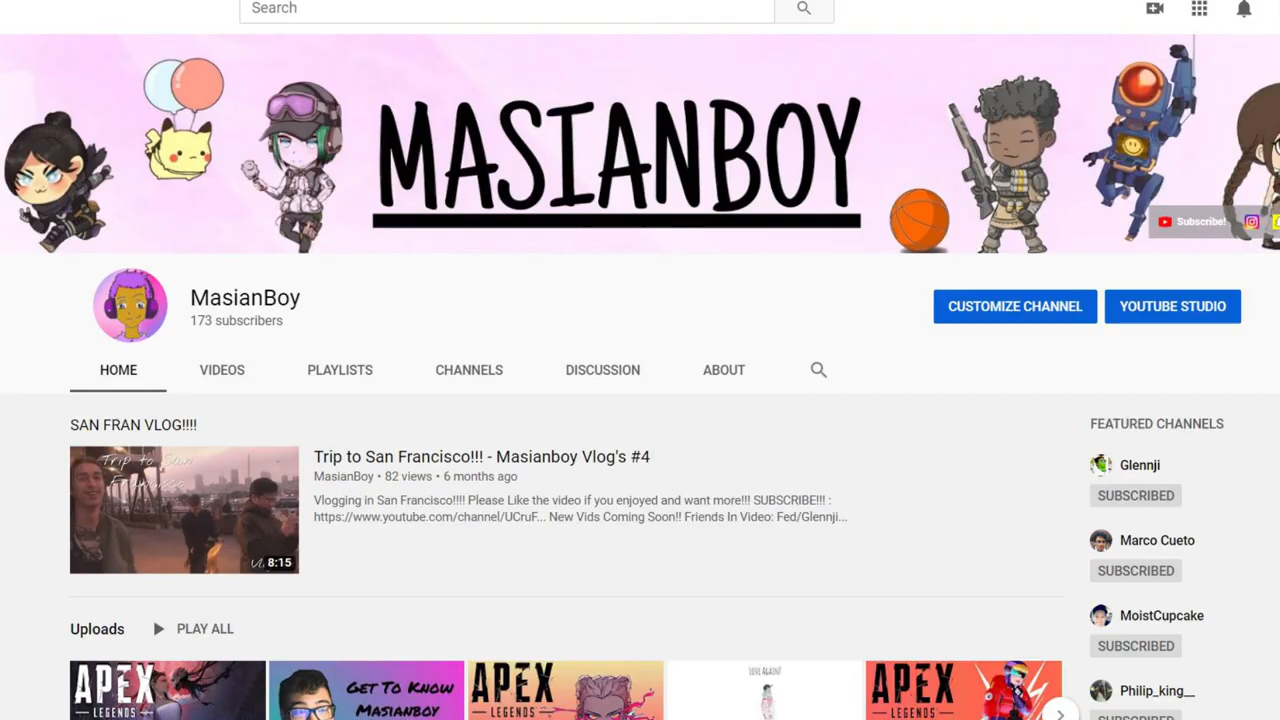 Search
MASIANBOY
Subscribe!
MasianBoy
173 subscribers
CUSTOMIZE CHANNEL
YOUTUBE STUDIO
HOME
VIDEOS
PLAYLISTS
CHANNELS
DISCUSSION
ABOUT
SAN FRAN VLOG!!!!
Trip to San
Francisco!!!
8:15
Trip to San Francisco!!! - Masianboy Vlog's #4
MasianBoy • 82 views • 6 months ago
Vlogging in San Francisco!!!! Please Like the video if you enjoyed and want more!!! SUBSCRIBE!!! :
https://www.youtube.com/channel/UCruF... New Vids Coming Soon!! Friends In Video: Fed/Glennji...
FEATURED CHANNELS
Glennji
SUBSCRIBED
Marco Cueto
SUBSCRIBED
MoistCupcake
SUBSCRIBED
Philip_king__
SUBSCRIBED
Uploads
PLAY ALL
APEX
LEGENDS
GET TO KNOW
MASIANBOY
APEX
LEGENDS
LOVE AGAIN?
APEX
LEGENDS